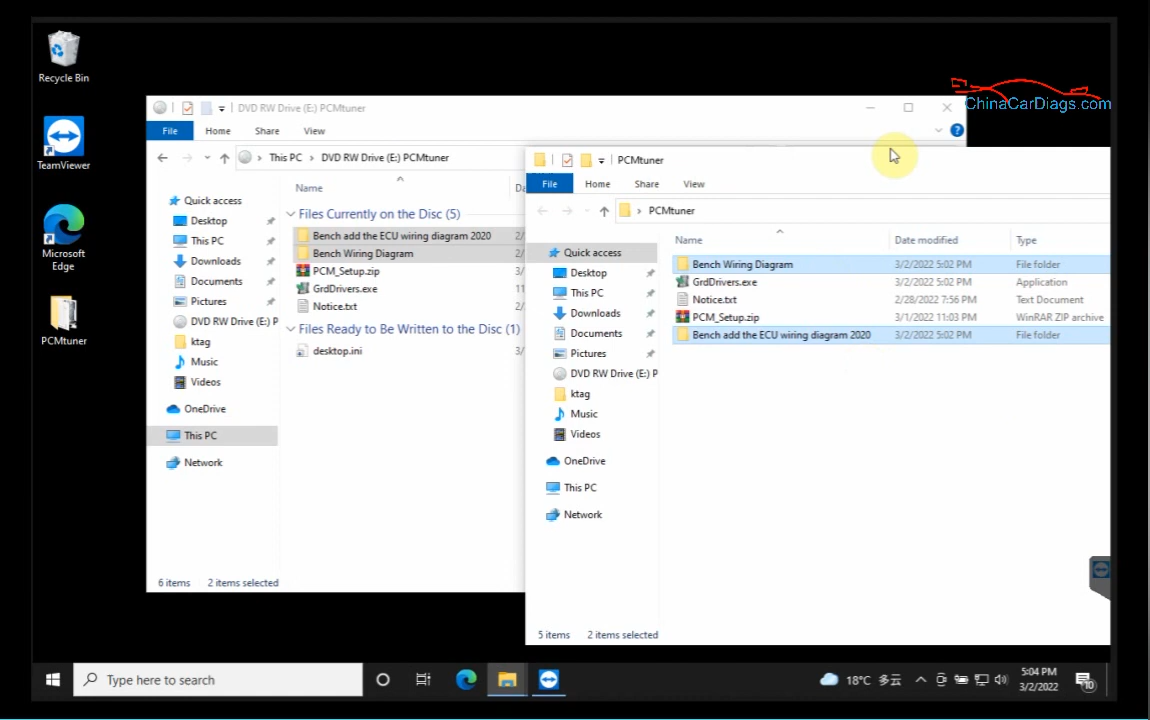 Recycle Bin
TeamViewer
Microsoft
Edge
PCMtuner
ChinaCarDiags.com
DVD RW Drive (E:) PCMtuner
File Home Share View
This PC > DVD RW Drive (E:) PCMtuner
Quick access
Desktop
This PC
Downloads
Documents
Pictures
DVD RW Drive (E:) P
ktag
Music
Videos
OneDrive
This PC
Network
Name
Files Currently on the Disc (5)
Bench add the ECU wiring diagram 2020 2/
Bench Wiring Diagram 2/
PCM_Setup.zip 3/
GrdDrivers.exe 11
Notice.txt 2/
Files Ready to Be Written to the Disc (1)
desktop.ini 3/
6 items 2 items selected
PCMtuner
File Home Share View
> PCMtuner
Quick access
Desktop
This PC
Downloads
Documents
Pictures
DVD RW Drive (E:) P
ktag
Music
Videos
OneDrive
This PC
Network
Name Date modified Type
Bench Wiring Diagram 3/2/2022 5:02 PM File folder
GrdDrivers.exe 3/2/2022 5:02 PM Application
Notice.txt 2/28/2022 7:56 PM Text Document
PCM_Setup.zip 3/1/2022 11:03 PM WinRAR ZIP archive
Bench add the ECU wiring diagram 2020 3/2/2022 5:02 PM File folder
5 items 2 items selected
Type here to search
18°C 多云
5:04 PM
3/2/2022
10